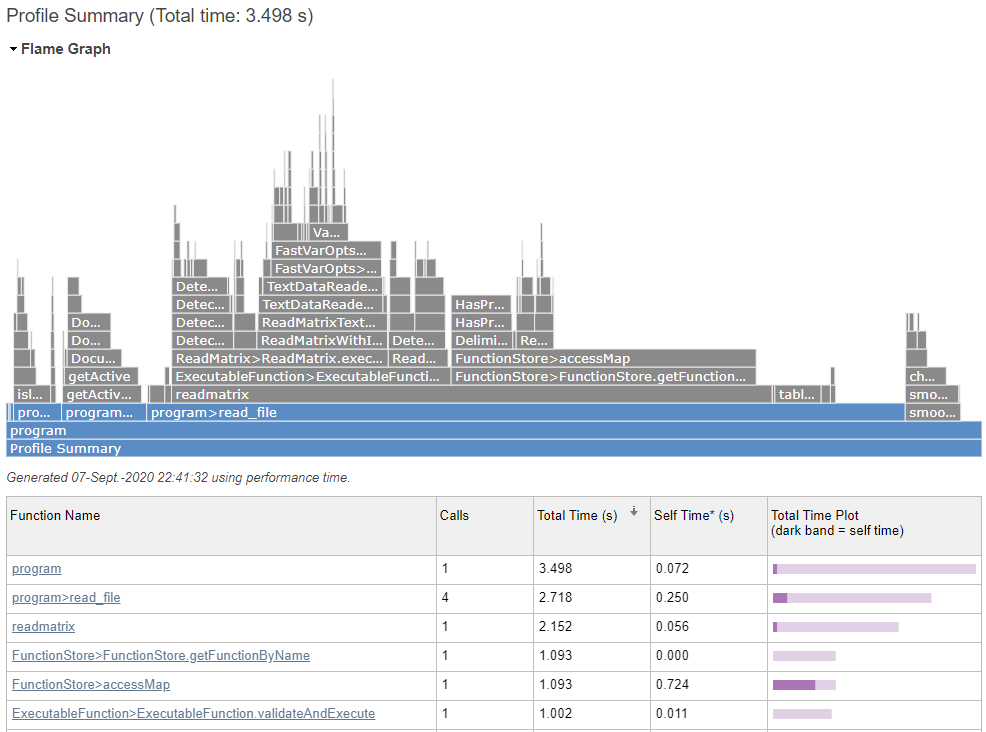 Profile Summary (Total time: 3.498 s)
Flame Graph
Va...
FastVarOpts...
FastVarOpts>...
Dete... TextDataReade...
Detec... TextDataReade... HasPr...
Do... Detec... ReadMatrixText... HasPr...
Do... Detec... ReadMatrixWithI... Dete... Delimi... Re...
Docu... ReadMatrix>ReadMatrix.exec... Read... FunctionStore>accessMap
getActive ExecutableFunction>ExecutableFuncti... FunctionStore>FunctionStore.getFunction... ch...
isl... getActiv... readmatrix tabl... smo...
pro... program... program>read_file smoo...
program
Profile Summary
Generated 07-Sept.-2020 22:41:32 using performance time.
Function Name Calls Total Time (s) Self Time* (s) Total Time Plot
(dark band = self time)
program 1 3.498 0.072
program>read_file 4 2.718 0.250
readmatrix 1 2.152 0.056
FunctionStore>FunctionStore.getFunctionByName 1 1.093 0.000
FunctionStore>accessMap 1 1.093 0.724
ExecutableFunction>ExecutableFunction.validateAndExecute 1 1.002 0.011